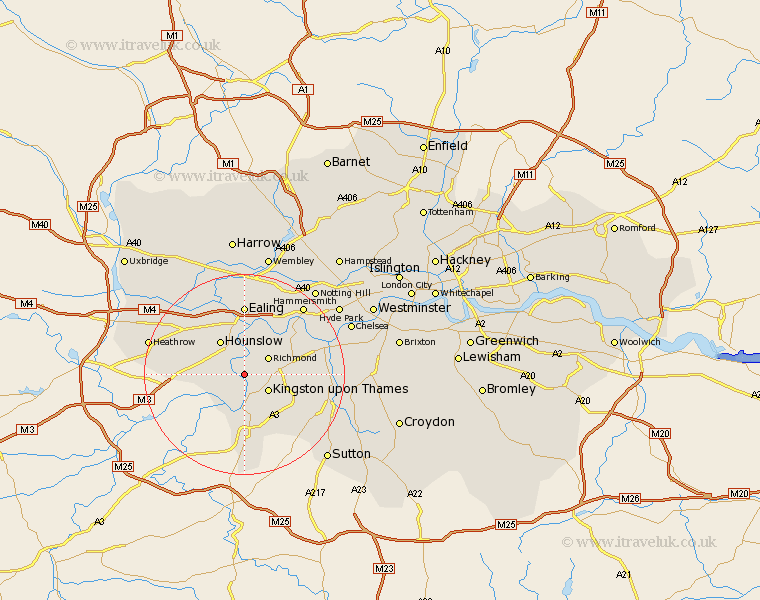 M11
M1
© www.itraveluk.co.uk
A10
A1
M25
Enfield
Barnet
M1
M25
A10
M11
© www.itraveluk.co.uk
A12
A406
A406
M25
Tottenham
M40
A12
Romford
A127
Harrow
A40
A406
Uxbridge
Wembley
Hampstead
Hackney
Islington
A12
A406
Barking
A40
London City
Notting Hill
Whitechapel
M4
M4
Ealing
Hammersmith
Westminster
Hyde Park
Chelsea
A2
Heathrow
Hounslow
Brixton
Greenwich
Woolwich
Richmond
Lewisham
A2
A20
Kingston upon Thames
Bromley
A2
M3
A20
A3
Croydon
M3
M20
Sutton
M25
A217
A23
A22
M26
M20
A3
M25
M25
© www.itraveluk.co.uk
M23
A21